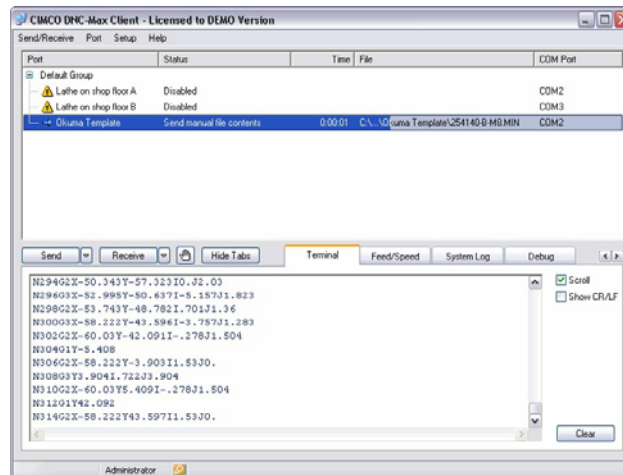 CIMCO DNC-Max Client - Licensed to DEMO Version
Send/Receive Port Setup Help
Port Status Time File COM Port
Default Group
Lathe on shop floor A Disabled COM2
Lathe on shop floor B Disabled COM3
Okuma Template Send manual file contents 0:00:01 C:\...\Okuma Template\254140-B-M0.MIN COM2
Send Receive Hide Tabs Terminal Feed/Speed System Log Debug
N294G2X-50.343Y-57.323I0.J2.03
N296G3X-52.995Y-50.637I-5.157J1.823
N298G2X-53.743Y-48.782I.701J1.36
N300G3X-58.222Y-43.596I-3.757J1.283
N302G2X-60.03Y-42.091I-.278J1.504
N304G1Y-5.408
N306G2X-58.222Y-3.903I1.53J0.
N308G3Y3.904I.722J3.904
N310G2X-60.03Y5.409I-.278J1.504
N312G1Y42.092
N314G2X-58.222Y43.597I1.53J0.
Scroll
Show CR/LF
Clear
Administrator